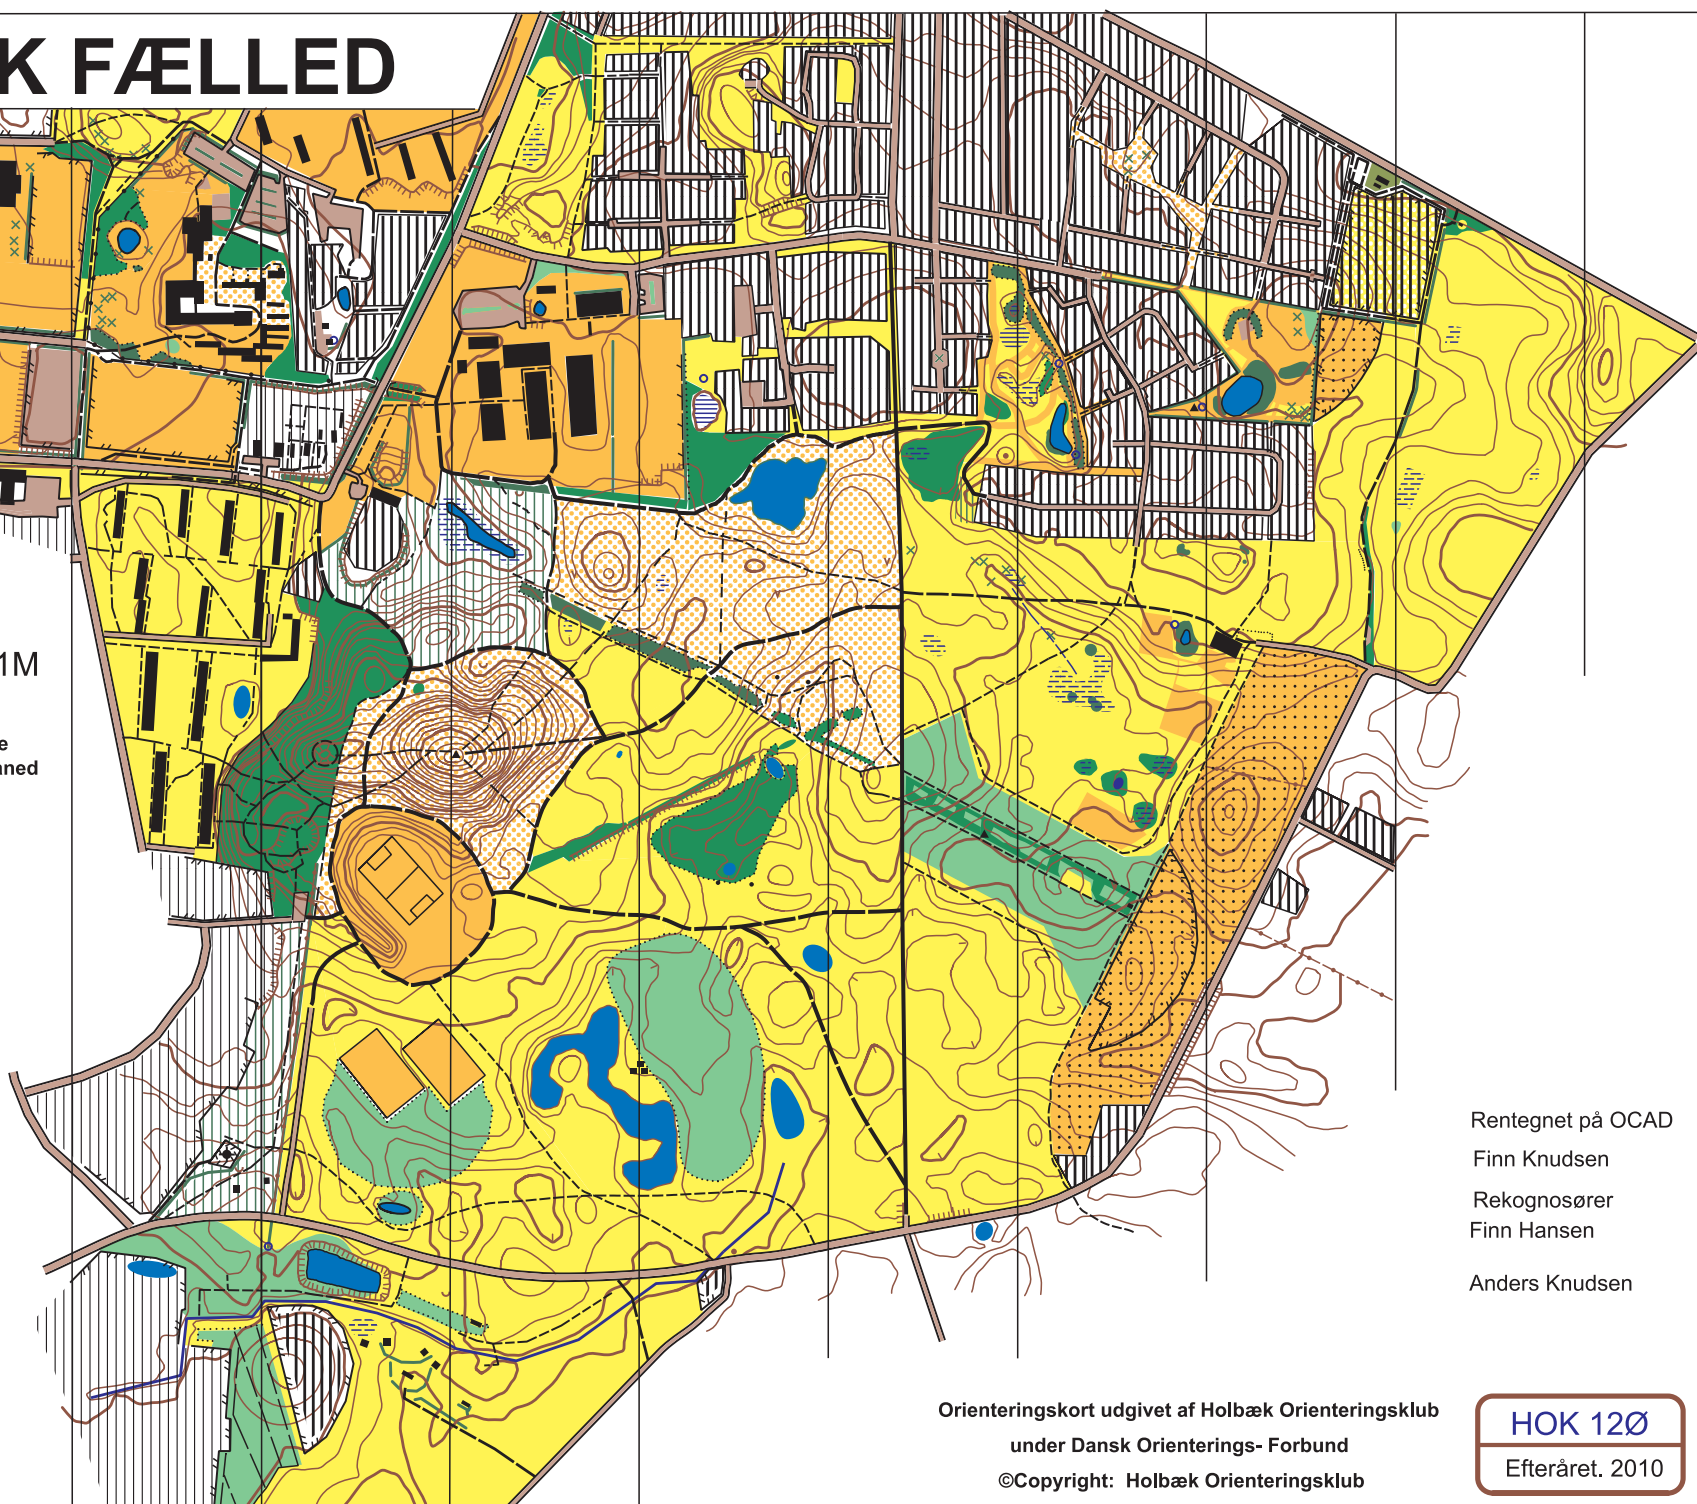 K FÆLLED
1M
e
aned
Rentegnet på OCAD
Finn Knudsen
Rekognosører
Finn Hansen
Anders Knudsen
Orienteringskort udgivet af Holbæk Orienteringsklub
under Dansk Orienterings- Forbund
©Copyright: Holbæk Orienteringsklub
HOK 12Ø
Efteråret. 2010